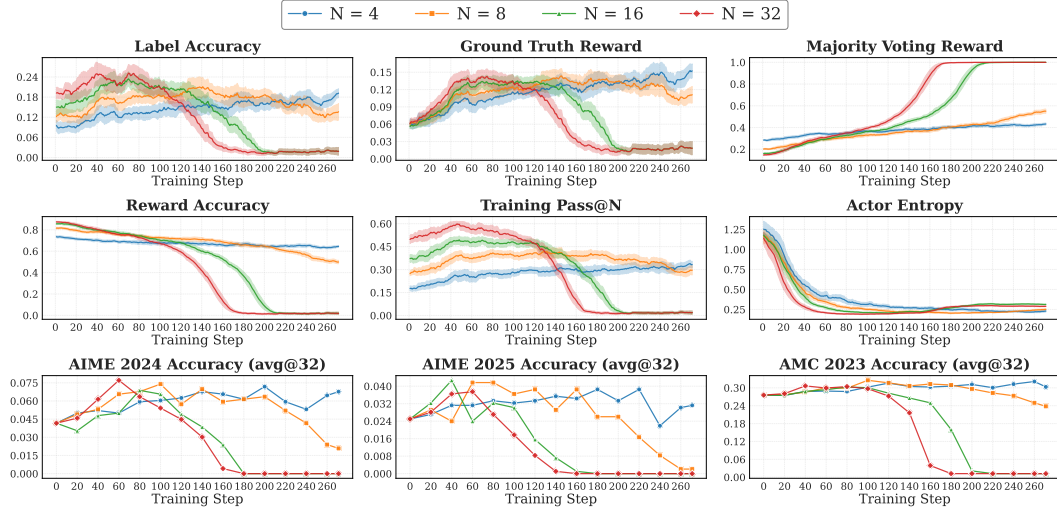 N = 4 N = 8 N = 16 N = 32
Label Accuracy Ground Truth Reward Majority Voting Reward
0.24
0.18
0.12
0.06
0.00
0 20 40 60 80 100 120 140 160 180 200 220 240 260
Training Step
0.15
0.12
0.09
0.06
0.03
0.00
0 20 40 60 80 100 120 140 160 180 200 220 240 260
Training Step
1.0
0.8
0.6
0.4
0.2
0 20 40 60 80 100 120 140 160 180 200 220 240 260
Training Step
Reward Accuracy Training Pass@N Actor Entropy
0.8
0.6
0.4
0.2
0.0
0 20 40 60 80 100 120 140 160 180 200 220 240 260
Training Step
0.60
0.45
0.30
0.15
0.00
0 20 40 60 80 100 120 140 160 180 200 220 240 260
Training Step
1.25
1.00
0.75
0.50
0.25
0 20 40 60 80 100 120 140 160 180 200 220 240 260
Training Step
AIME 2024 Accuracy (avg@32) AIME 2025 Accuracy (avg@32) AMC 2023 Accuracy (avg@32)
0.075
0.060
0.045
0.030
0.015
0.000
0 20 40 60 80 100 120 140 160 180 200 220 240 260
Training Step
0.040
0.032
0.024
0.016
0.008
0.000
0 20 40 60 80 100 120 140 160 180 200 220 240 260
Training Step
0.30
0.24
0.18
0.12
0.06
0.00
0 20 40 60 80 100 120 140 160 180 200 220 240 260
Training Step